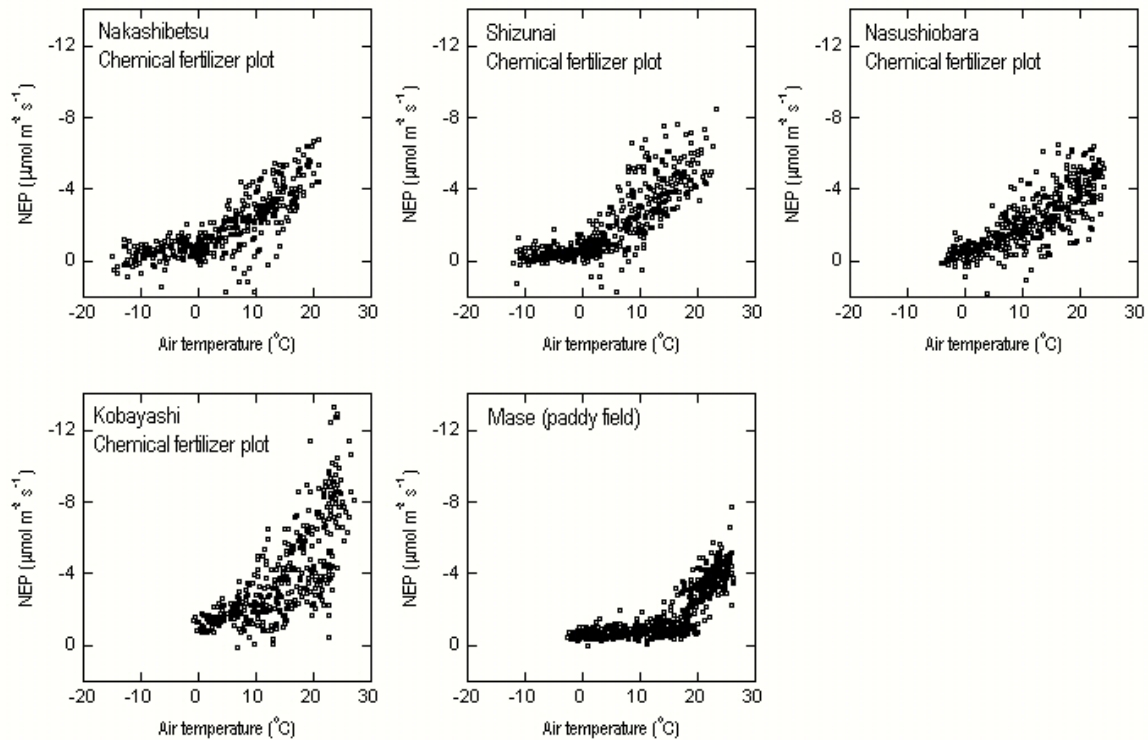 Nakashibetsu
Chemical fertilizer plot
-12
-8
-4
0
NEP (µmol m⁻² s⁻¹)
-20 -10 0 10 20 30
Air temperature (°C)
Shizunai
Chemical fertilizer plot
-12
-8
-4
0
NEP (µmol m⁻² s⁻¹)
-20 -10 0 10 20 30
Air temperature (°C)
Nasushiobara
Chemical fertilizer plot
-12
-8
-4
0
NEP (µmol m⁻² s⁻¹)
-20 -10 0 10 20 30
Air temperature (°C)
Kobayashi
Chemical fertilizer plot
-12
-8
-4
0
NEP (µmol m⁻² s⁻¹)
-20 -10 0 10 20 30
Air temperature (°C)
Mase (paddy field)
-12
-8
-4
0
NEP (µmol m⁻² s⁻¹)
-20 -10 0 10 20 30
Air temperature (°C)